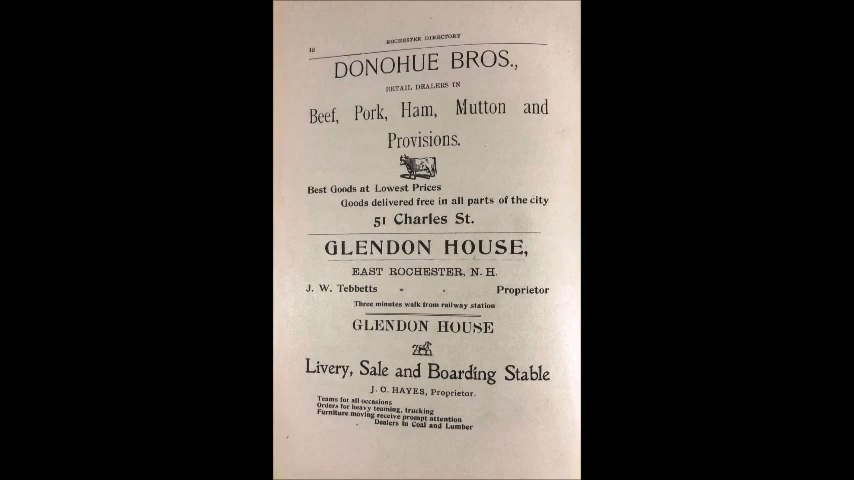 12
ROCHESTER DIRECTORY
DONOHUE BROS.,
RETAIL DEALERS IN
Beef, Pork, Ham, Mutton and
Provisions.
Best Goods at Lowest Prices
Goods delivered free in all parts of the city
51 Charles St.
GLENDON HOUSE,
EAST ROCHESTER, N. H.
J. W. Tebbetts - - Proprietor
Three minutes walk from railway station
GLENDON HOUSE
Livery, Sale and Boarding Stable
J. O. HAYES, Proprietor.
Teams for all occasions
Orders for heavy teaming, trucking
Furniture moving receive prompt attention
Dealers in Coal and Lumber